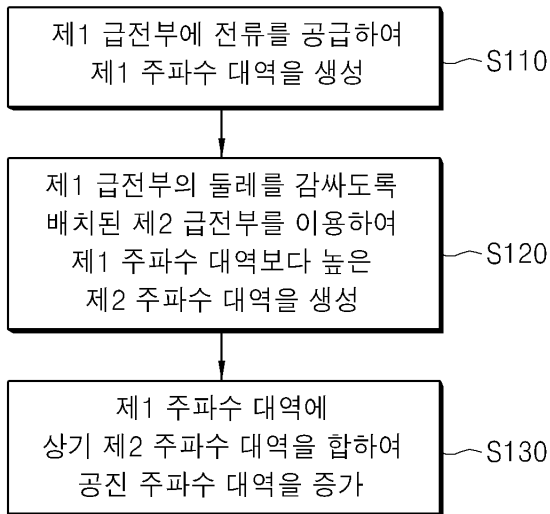 제1 급전부에 전류를 공급하여
제1 주파수 대역을 생성
S110
제1 급전부의 둘레를 감싸도록
배치된 제2 급전부를 이용하여
제1 주파수 대역보다 높은
제2 주파수 대역을 생성
S120
제1 주파수 대역에
상기 제2 주파수 대역을 합하여
공진 주파수 대역을 증가
S130